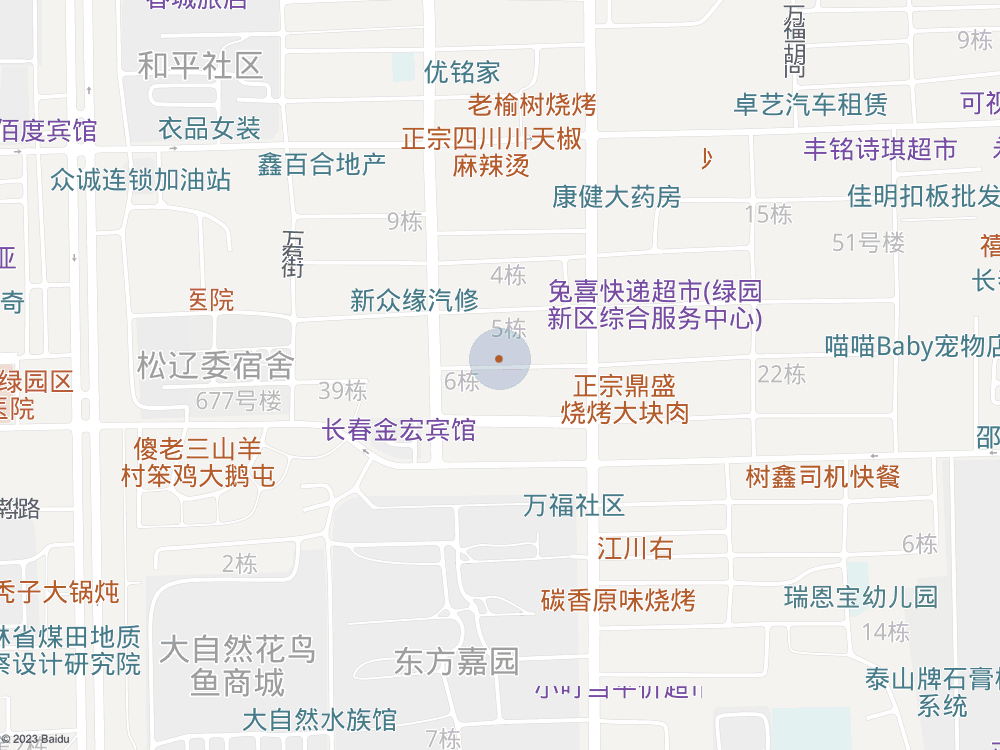 春城旅店
万福胡同
9栋
和平社区
优铭家
老榆树烧烤
卓艺汽车租赁
可视
佰度宾馆
衣品女装
正宗四川川天椒
麻辣烫
丰铭诗琪超市
鑫百合地产
众诚连锁加油站
康健大药房
佳明扣板批发
15栋
9栋
51号楼
万有街
禧
亚
4栋
长春
奇
医院
新众缘汽修
兔喜快递超市(绿园
新区综合服务中心)
5栋
喵喵Baby宠物店
松辽委宿舍
22栋
绿园区
医院
6栋
39栋
正宗鼎盛
烧烤大块肉
677号楼
长春金宏宾馆
邵
傻老三山羊
村笨鸡大鹅屯
树鑫司机快餐
万福社区
路
江川右
6栋
2栋
秃子大锅炖
碳香原味烧烤
瑞恩宝幼儿园
14栋
林省煤田地质
察设计研究院
大自然花鸟
鱼商城
东方嘉园
泰山牌石膏板
系统
大自然水族馆
7栋
© 2023 Baidu